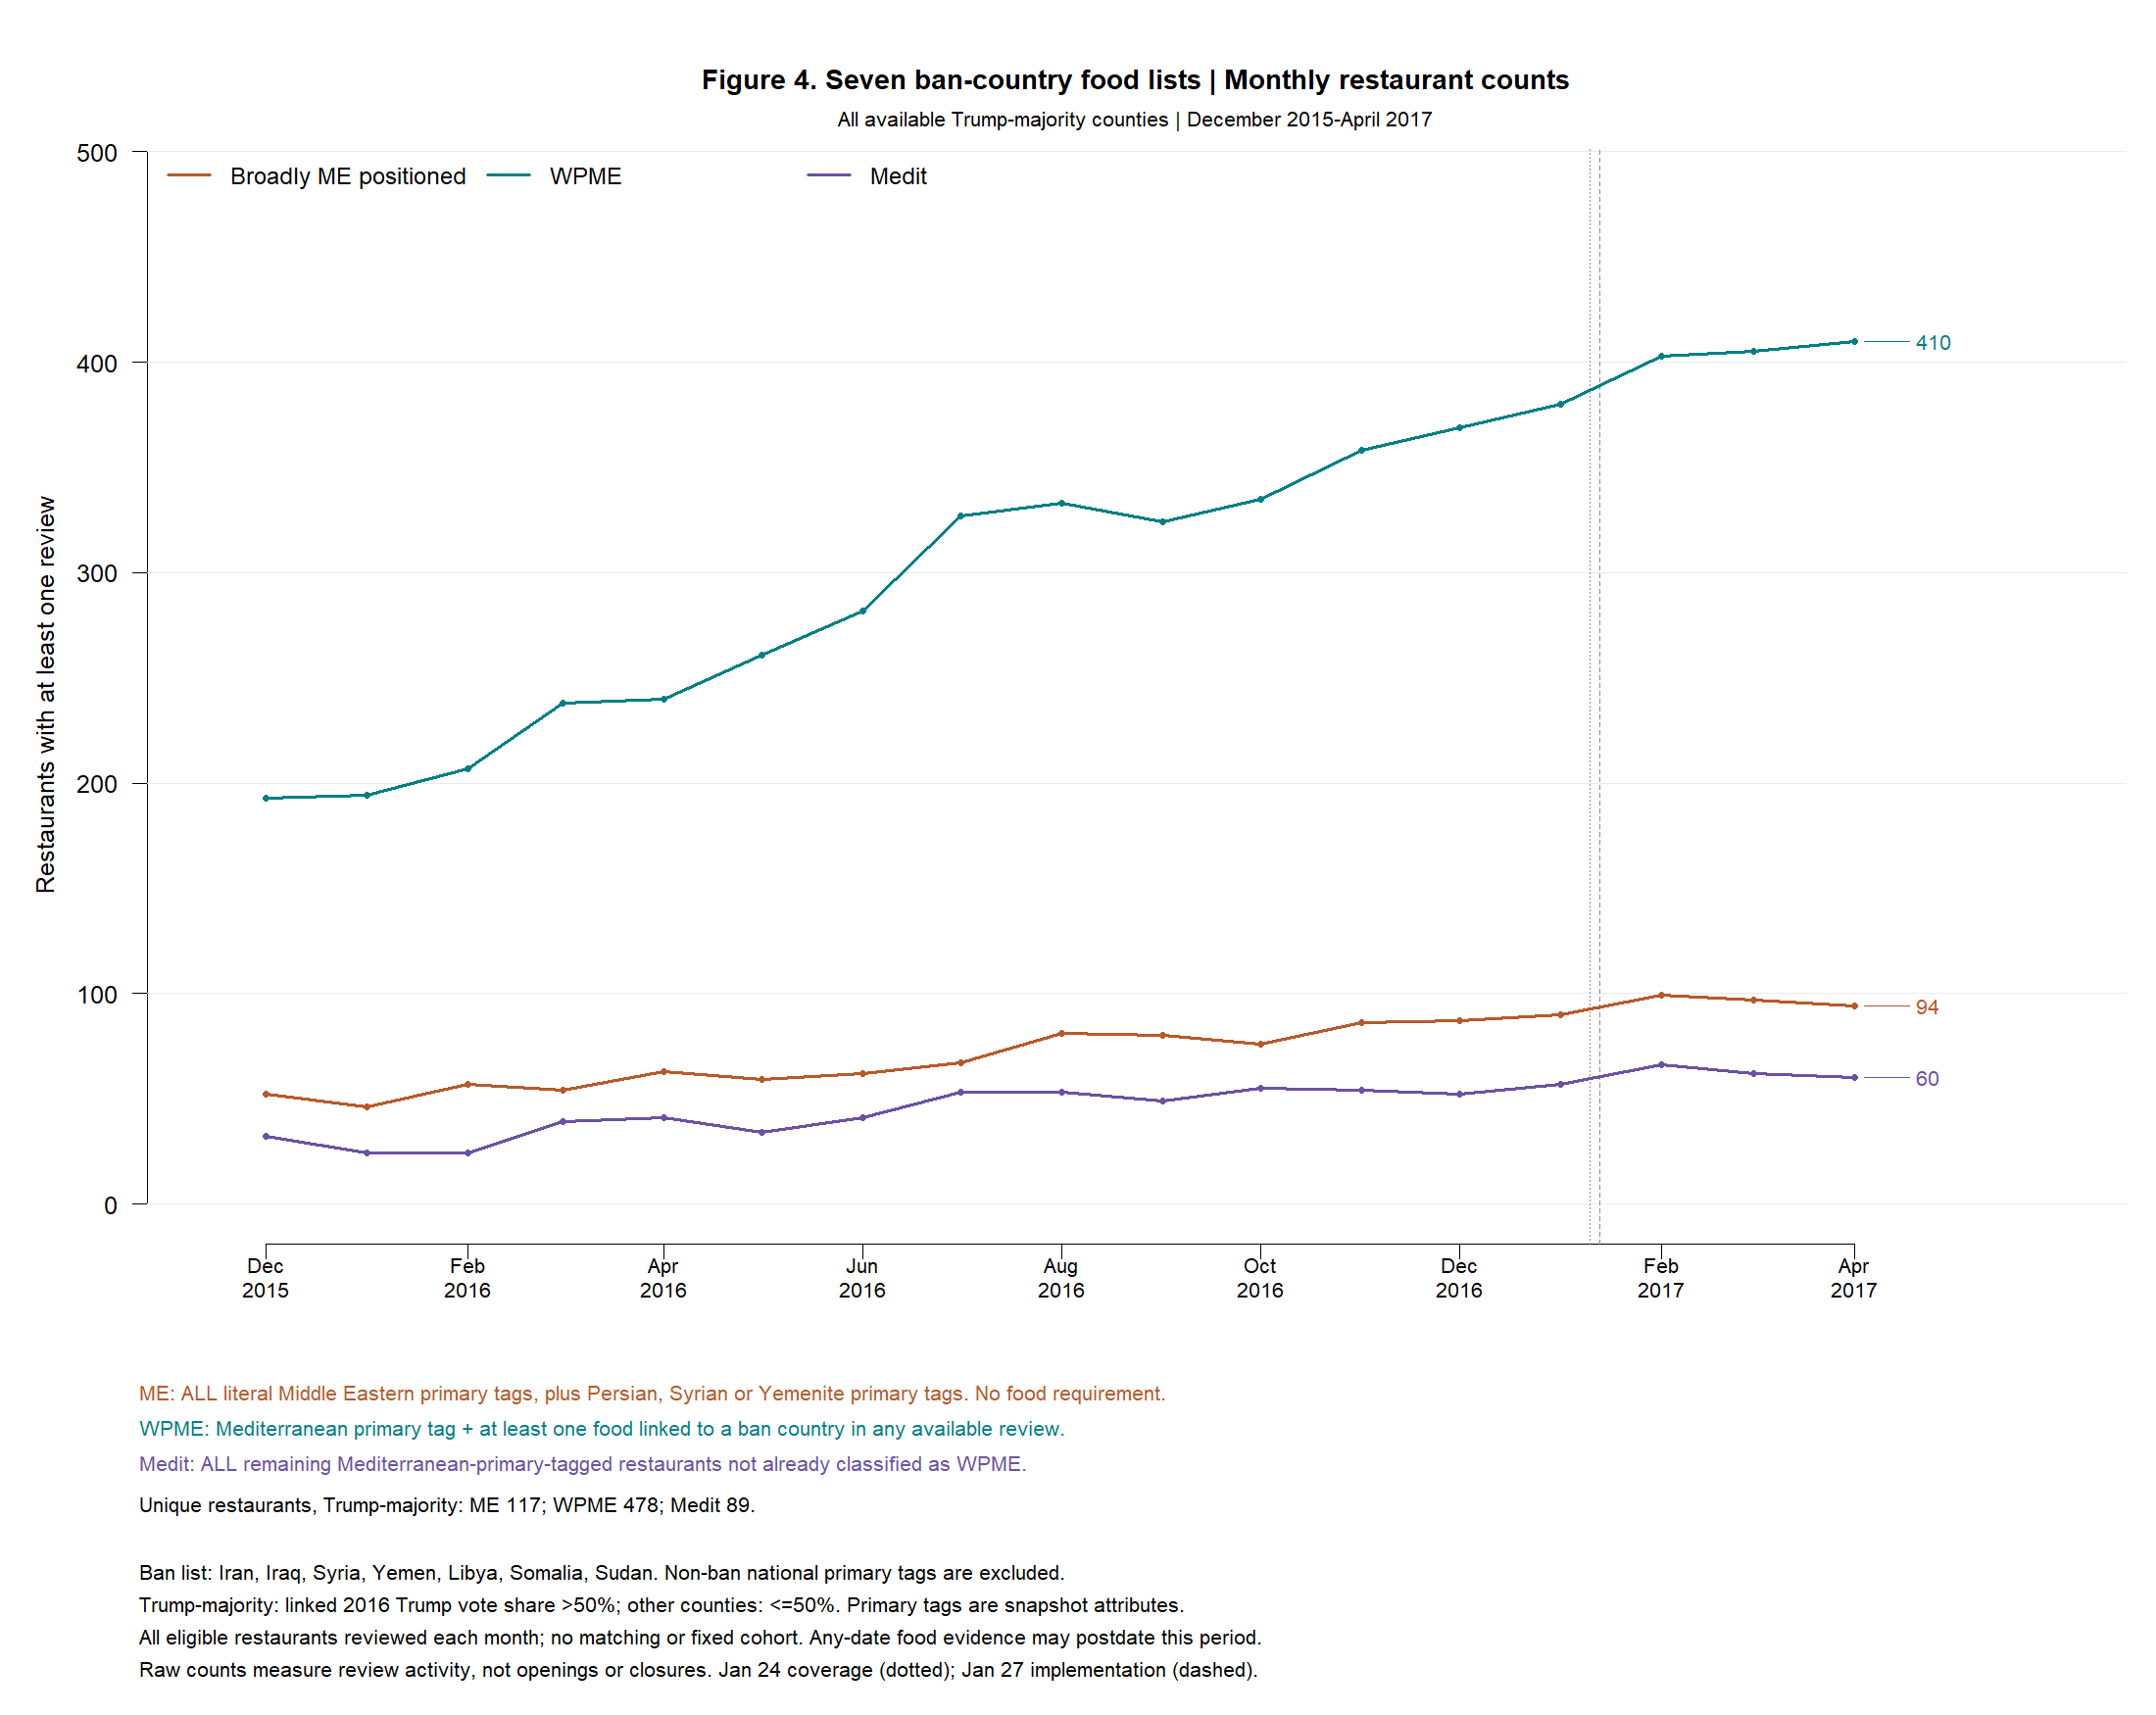 Figure 4. Seven ban-country food lists | Monthly restaurant counts
All available Trump-majority counties | December 2015-April 2017
500
Broadly ME positioned
WPME
Medit
400
300
200
100
0
Restaurants with at least one review
410
94
60
Dec
2015
Feb
2016
Apr
2016
Jun
2016
Aug
2016
Oct
2016
Dec
2016
Feb
2017
Apr
2017
ME: ALL literal Middle Eastern primary tags, plus Persian, Syrian or Yemenite primary tags. No food requirement.
WPME: Mediterranean primary tag + at least one food linked to a ban country in any available review.
Medit: ALL remaining Mediterranean-primary-tagged restaurants not already classified as WPME.
Unique restaurants, Trump-majority: ME 117; WPME 478; Medit 89.
Ban list: Iran, Iraq, Syria, Yemen, Libya, Somalia, Sudan. Non-ban national primary tags are excluded.
Trump-majority: linked 2016 Trump vote share >50%; other counties: <=50%. Primary tags are snapshot attributes.
All eligible restaurants reviewed each month; no matching or fixed cohort. Any-date food evidence may postdate this period.
Raw counts measure review activity, not openings or closures. Jan 24 coverage (dotted); Jan 27 implementation (dashed).